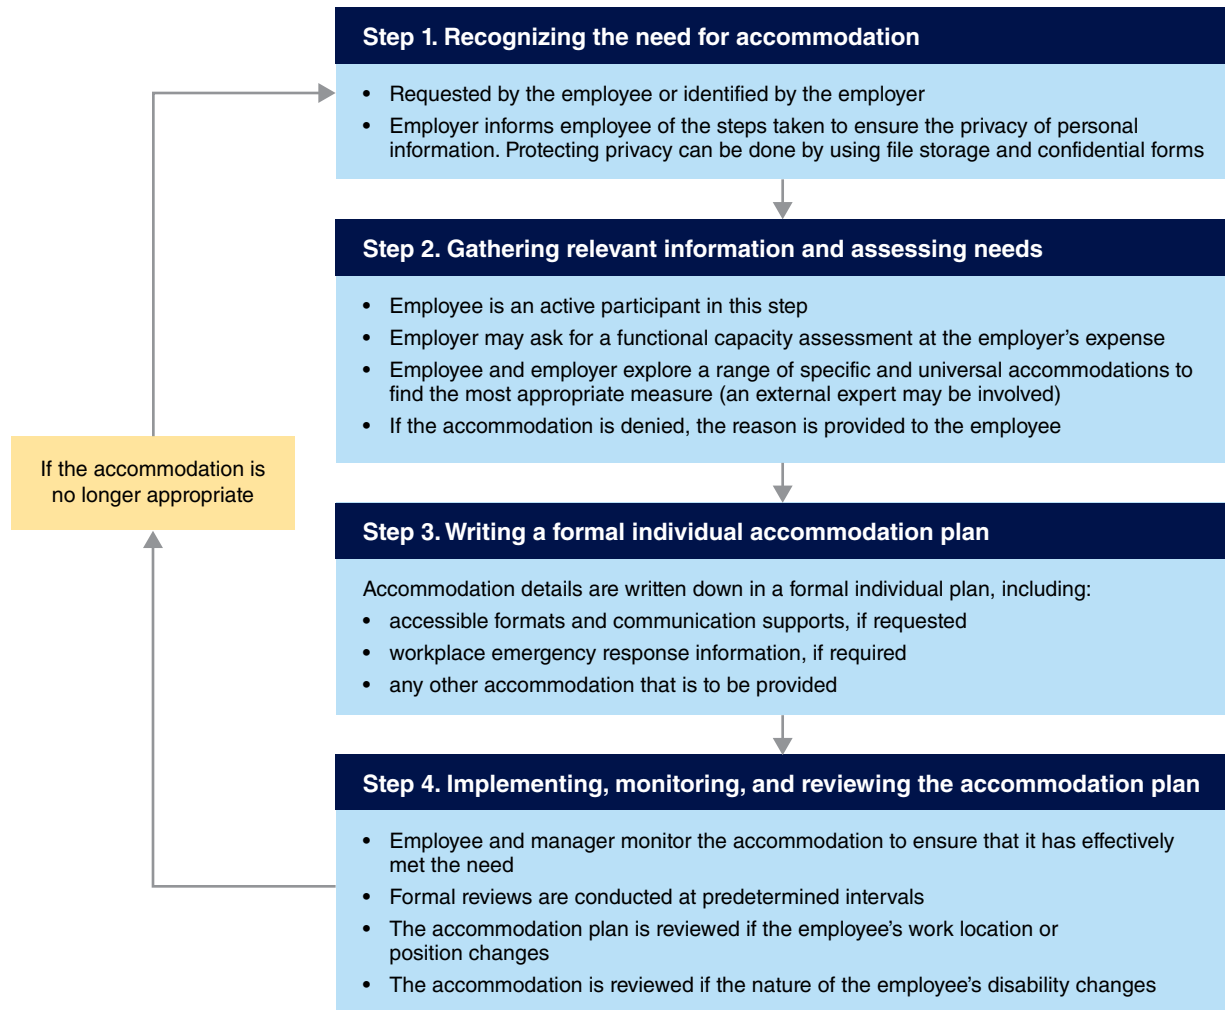 Step 1. Recognizing the need for accommodation
• Requested by the employee or identified by the employer
• Employer informs employee of the steps taken to ensure the privacy of personal
information. Protecting privacy can be done by using file storage and confidential forms
Step 2. Gathering relevant information and assessing needs
• Employee is an active participant in this step
• Employer may ask for a functional capacity assessment at the employer’s expense
• Employee and employer explore a range of specific and universal accommodations to
find the most appropriate measure (an external expert may be involved)
• If the accommodation is denied, the reason is provided to the employee
Step 3. Writing a formal individual accommodation plan
Accommodation details are written down in a formal individual plan, including:
• accessible formats and communication supports, if requested
• workplace emergency response information, if required
• any other accommodation that is to be provided
Step 4. Implementing, monitoring, and reviewing the accommodation plan
• Employee and manager monitor the accommodation to ensure that it has effectively
met the need
• Formal reviews are conducted at predetermined intervals
• The accommodation plan is reviewed if the employee’s work location or
position changes
• The accommodation is reviewed if the nature of the employee’s disability changes
If the accommodation is
no longer appropriate